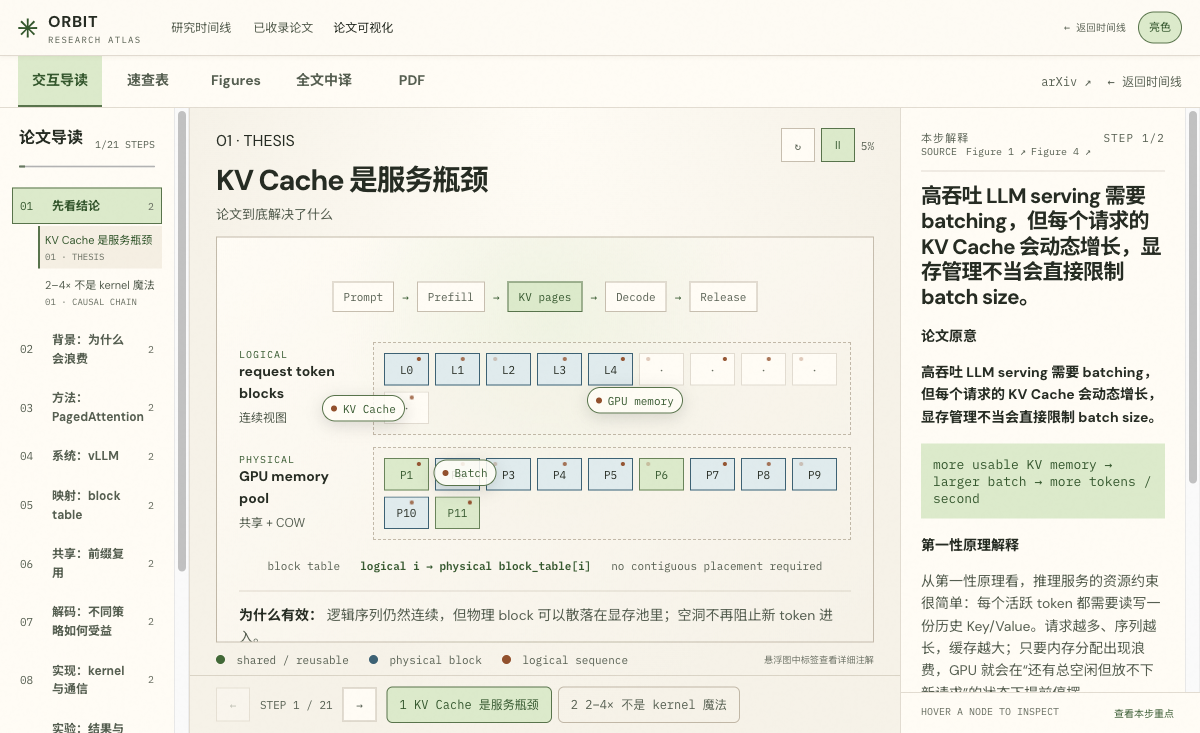 ORBIT
RESEARCH ATLAS
研究时间线 已收录论文 论文可视化
← 返回时间线 亮色
交互导读 速查表 Figures 全文中译 PDF
arXiv ↗ ← 返回时间线
论文导读 1/21 STEPS
01 先看结论 2
KV Cache 是服务瓶颈
01 · THESIS
2–4× 不是 kernel 魔法
01 · CAUSAL CHAIN
02 背景：为什么会浪费 2
03 方法：PagedAttention 2
04 系统：vLLM 2
05 映射：block table 2
06 共享：前缀复用 2
07 解码：不同策略如何受益 2
08 实现：kernel 与通信 2
实验：结果与
01 · THESIS
↻ II 5%
KV Cache 是服务瓶颈
论文到底解决了什么
Prompt → Prefill → KV pages → Decode → Release
LOGICAL
request token
blocks
连续视图
L0 L1 L2 L3 L4 · · · ·
·
KV Cache
GPU memory
PHYSICAL
GPU memory
pool
共享 + COW
P1 Batch P3 P4 P5 P6 P7 P8 P9
P10 P11
block table logical i → physical block_table[i] no contiguous placement required
为什么有效： 逻辑序列仍然连续，但物理 block 可以散落在显存池里；空洞不再阻止新 token 进
入。
shared / reusable physical block logical sequence
悬浮图中标签查看详细注解
← STEP 1 / 21 → 1 KV Cache 是服务瓶颈 2 2–4× 不是 kernel 魔法
本步解释 STEP 1/2
SOURCE Figure 1 ↗ Figure 4 ↗
高吞吐 LLM serving 需要
batching，但每个请求的
KV Cache 会动态增长，显
存管理不当会直接限制
batch size。
论文原意
高吞吐 LLM serving 需要 batching，
但每个请求的 KV Cache 会动态增长，
显存管理不当会直接限制 batch size。
more usable KV memory →
larger batch → more tokens /
second
第一性原理解释
从第一性原理看，推理服务的资源约束
很简单：每个活跃 token 都需要读写一
份历史 Key/Value。请求越多、序列越
长，缓存越大；只要内存分配出现浪
费，GPU 就会在“还有总空闲但放不下
新请求”的状态下提前停摆
HOVER A NODE TO INSPECT 查看本步重点